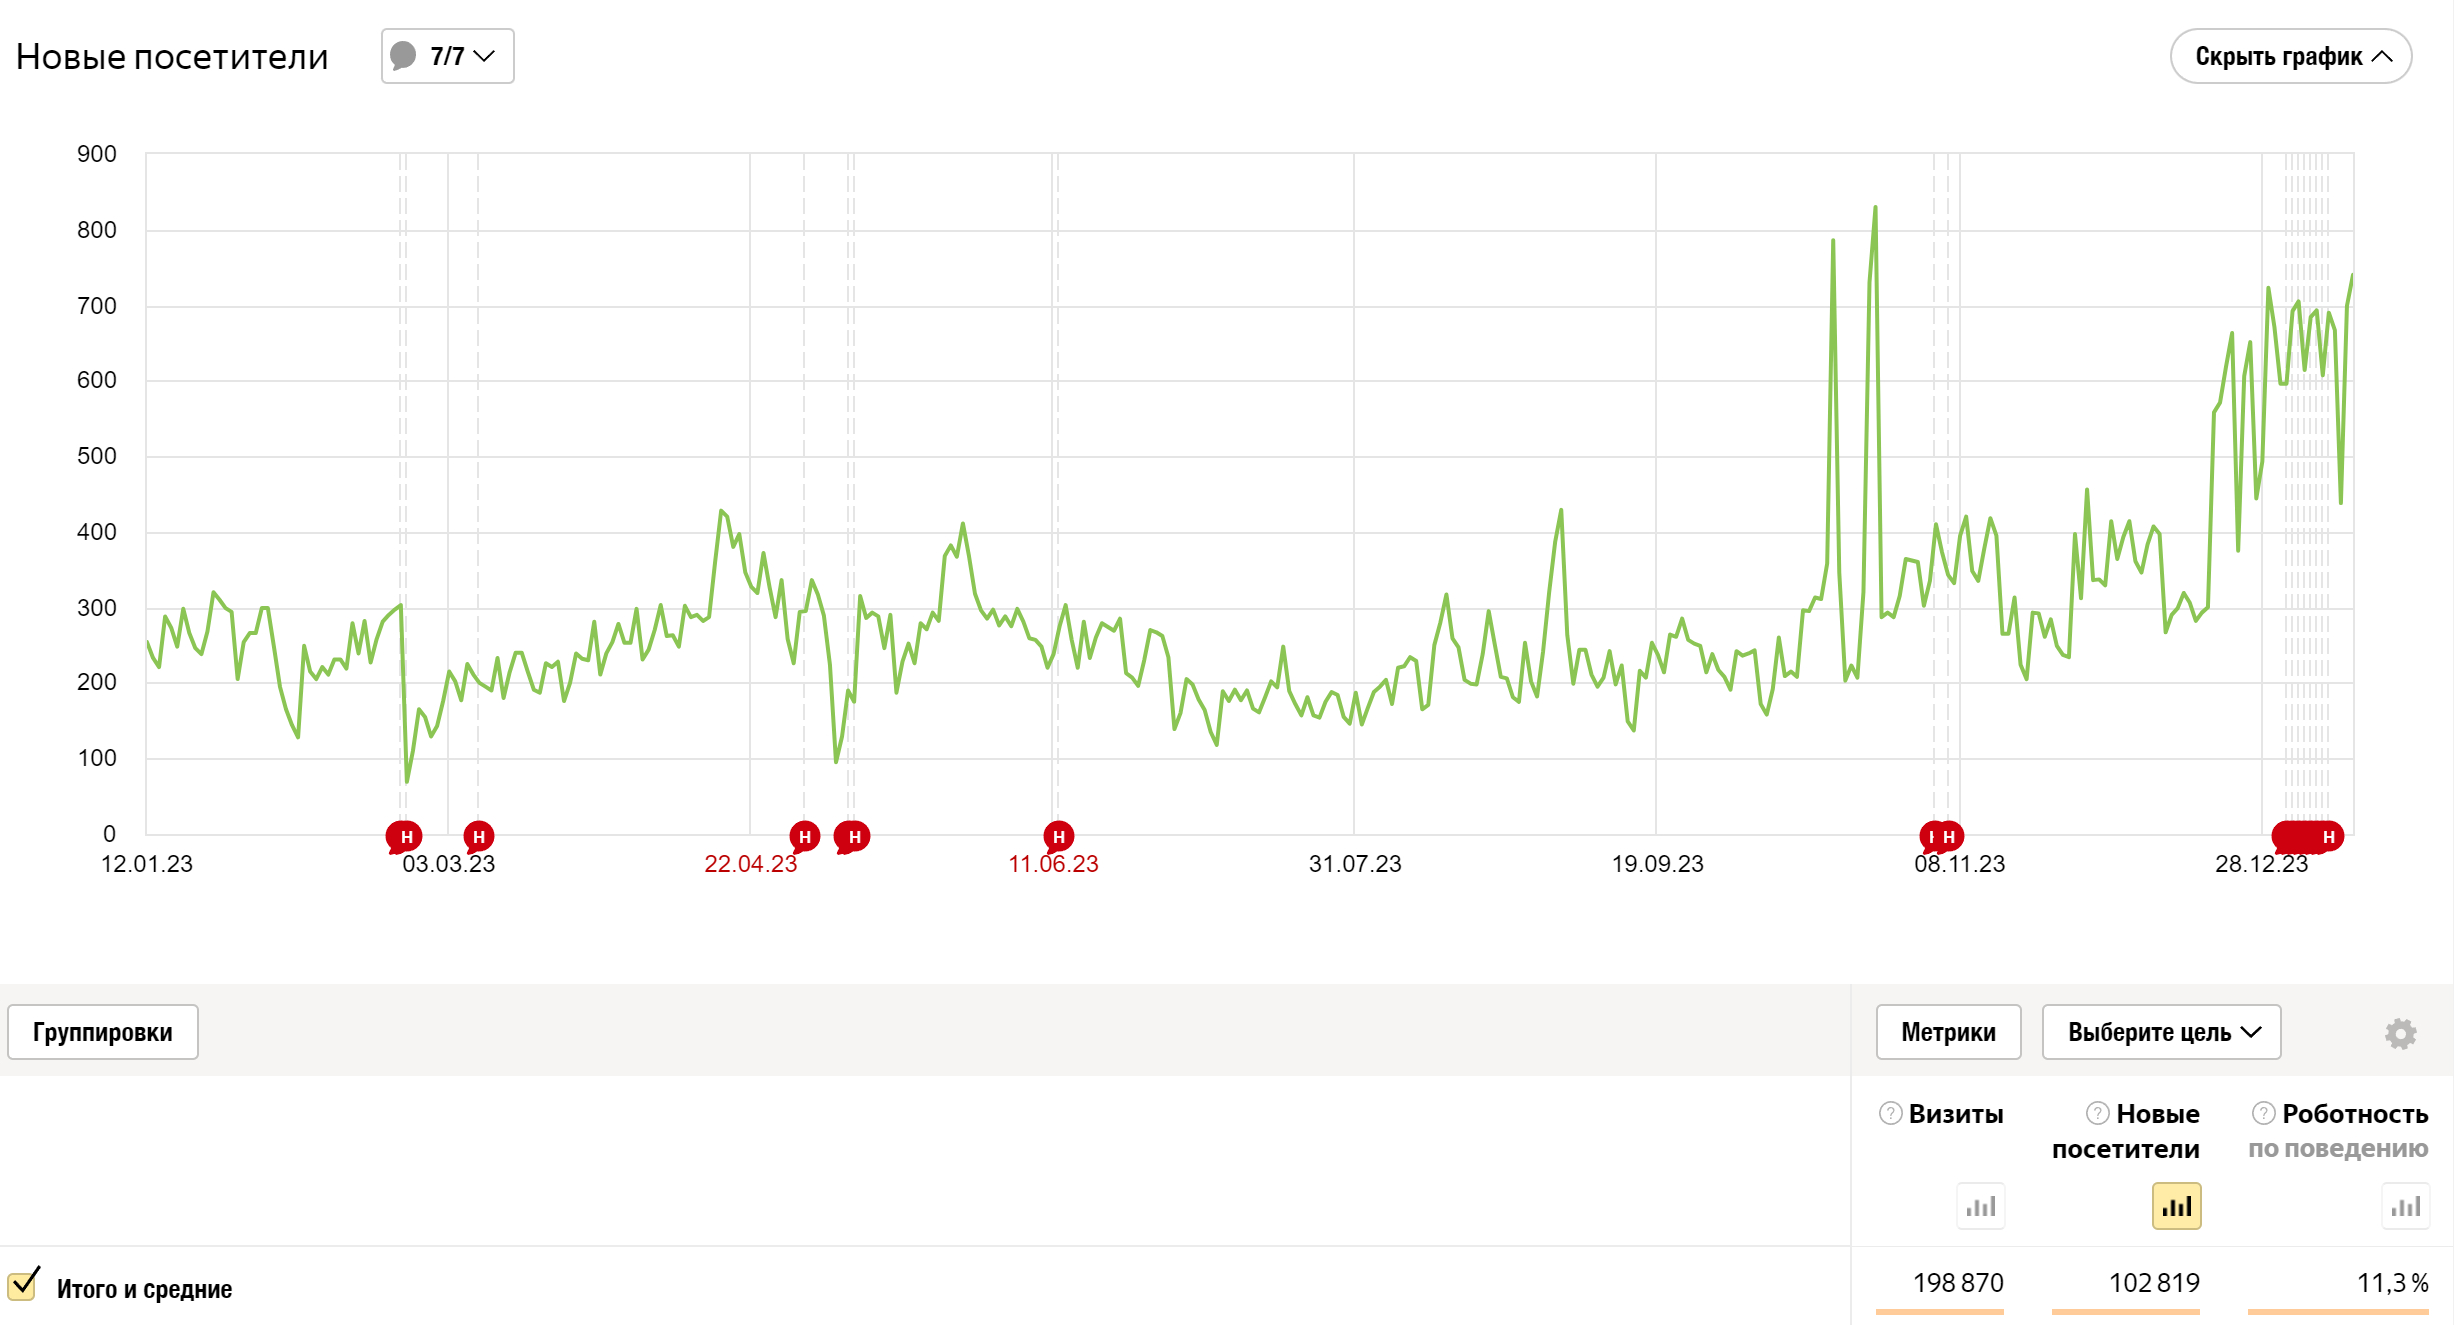 Новые посетители
7/7
Скрыть график
900
800
700
600
500
400
300
200
100
0
Н Н Н Н Н Н Н Н
12.01.23 03.03.23 22.04.23 11.06.23 31.07.23 19.09.23 08.11.23 28.12.23
Группировки
Метрики
Выберите цель
? Визиты
? Новые
посетители
? Роботность
по поведению
Итого и средние
198 870
102 819
11,3 %